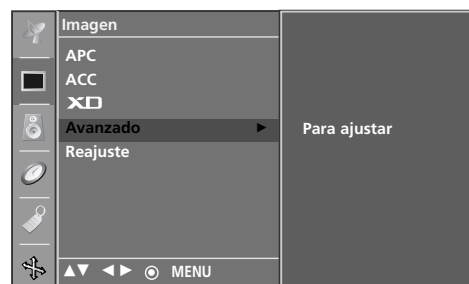 Imagen
APC
ACC
XD
Avanzado ►
Para ajustar
Reajuste
▲▼ ◄► ⦿ MENU